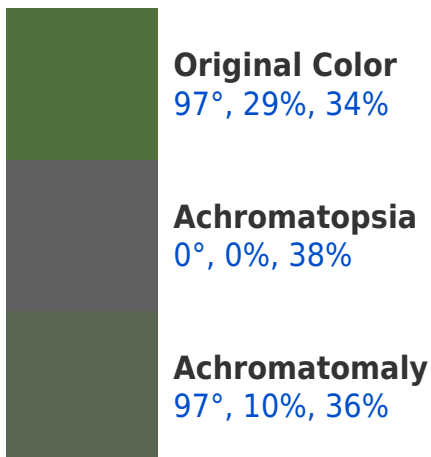 Original Color
97°, 29%, 34%
Achromatopsia
0°, 0%, 38%
Achromatomaly
97°, 10%, 36%